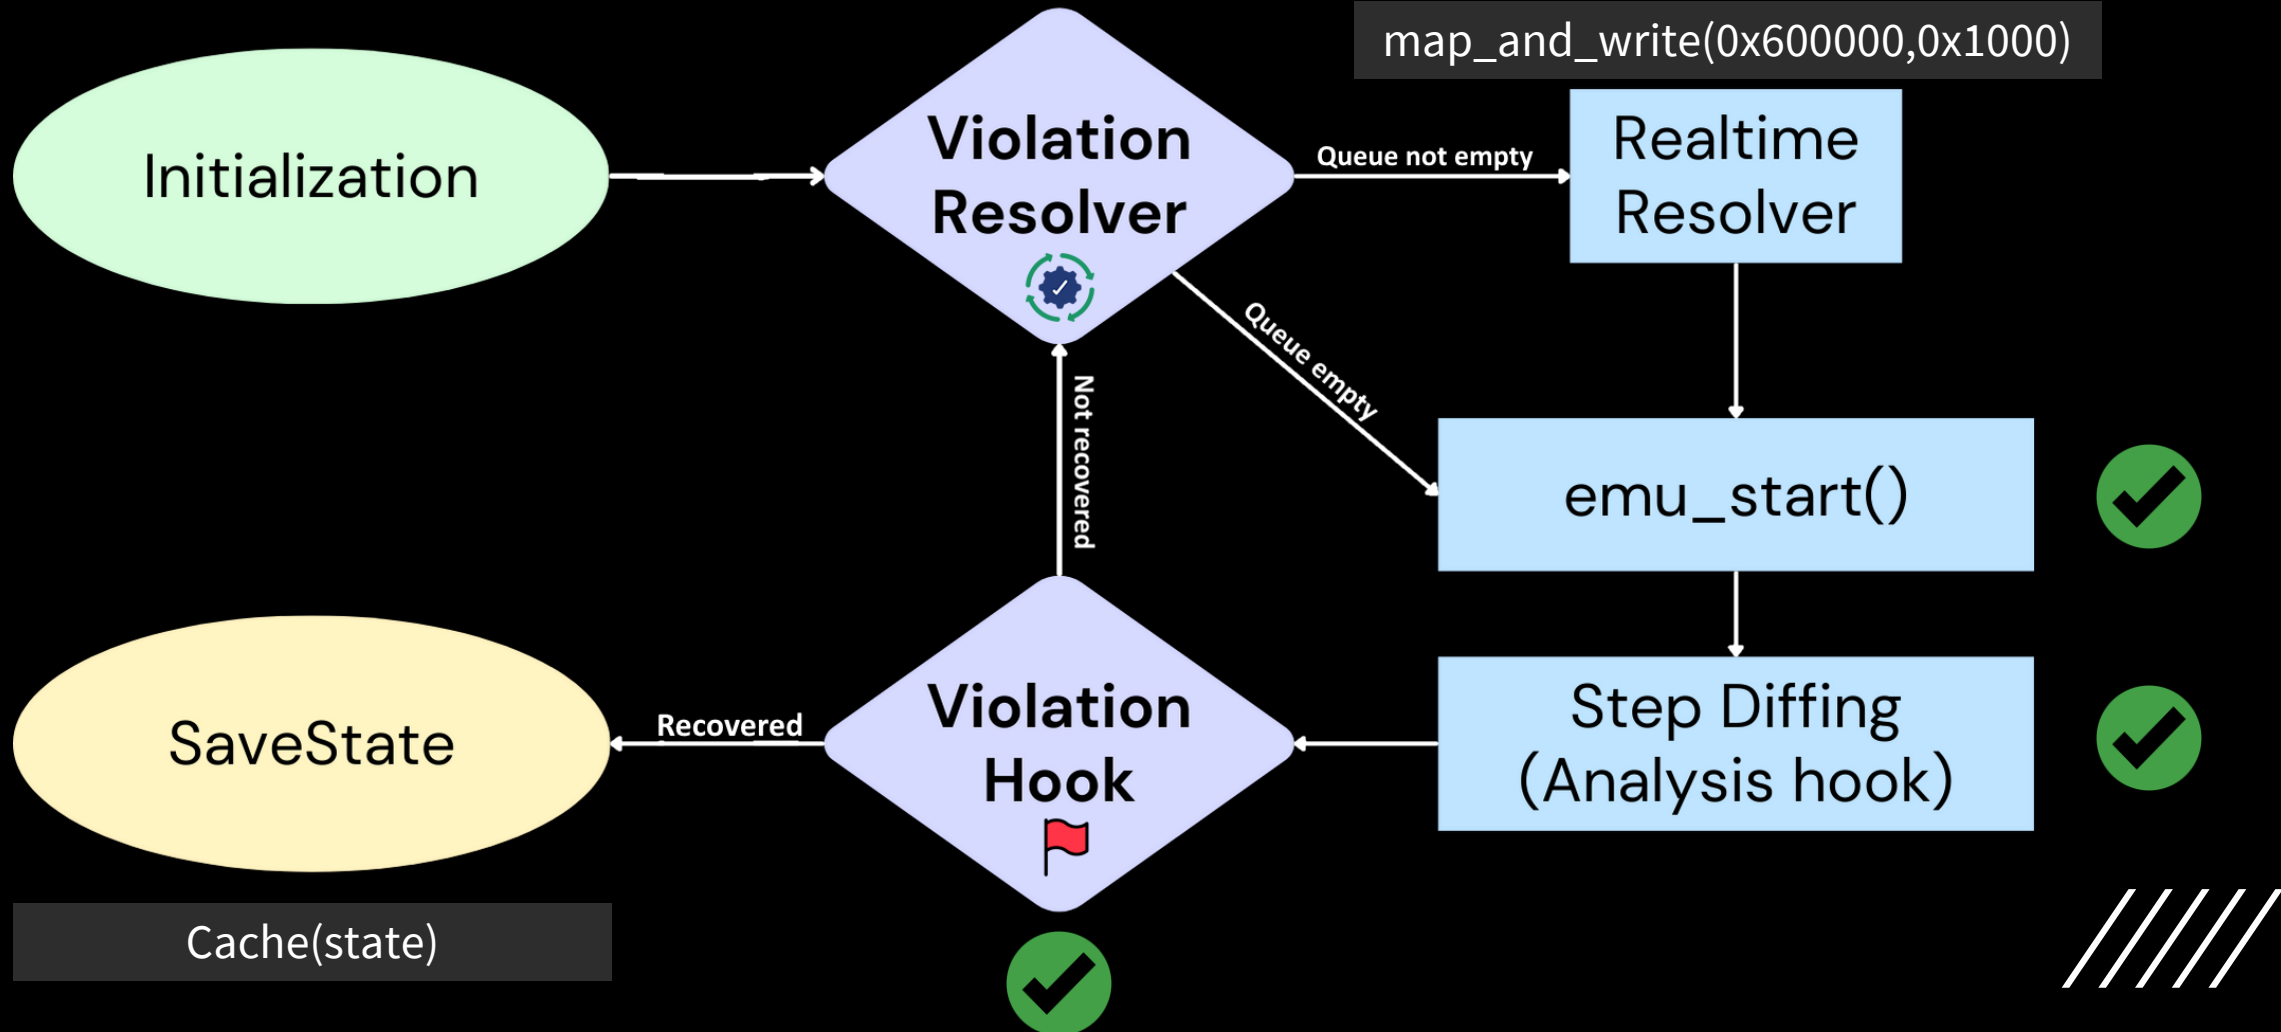 map_and_write(0x600000,0x1000)
Initialization
Violation
Resolver
Queue not empty
Realtime
Resolver
Queue empty
Not recovered
emu_start()
SaveState
Recovered
Violation
Hook
Step Diffing
(Analysis hook)
Cache(state)